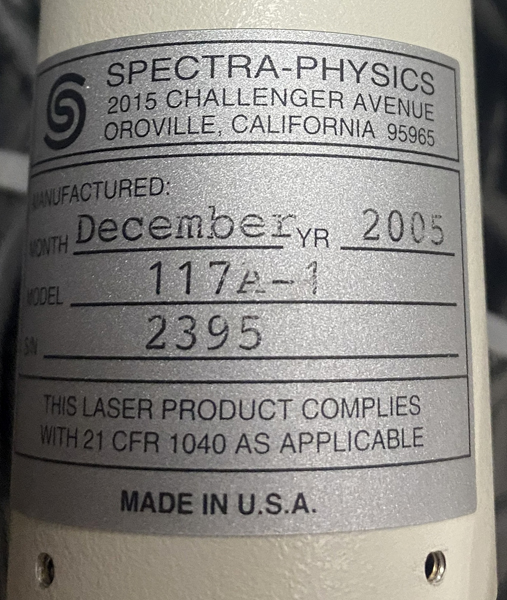 SPECTRA-PHYSICS
2015 CHALLENGER AVENUE
OROVILLE, CALIFORNIA 95965
MANUFACTURED:
MONTH December YR 2005
MODEL 117A-1
S/N 2395
THIS LASER PRODUCT COMPLIES
WITH 21 CFR 1040 AS APPLICABLE
MADE IN U.S.A.